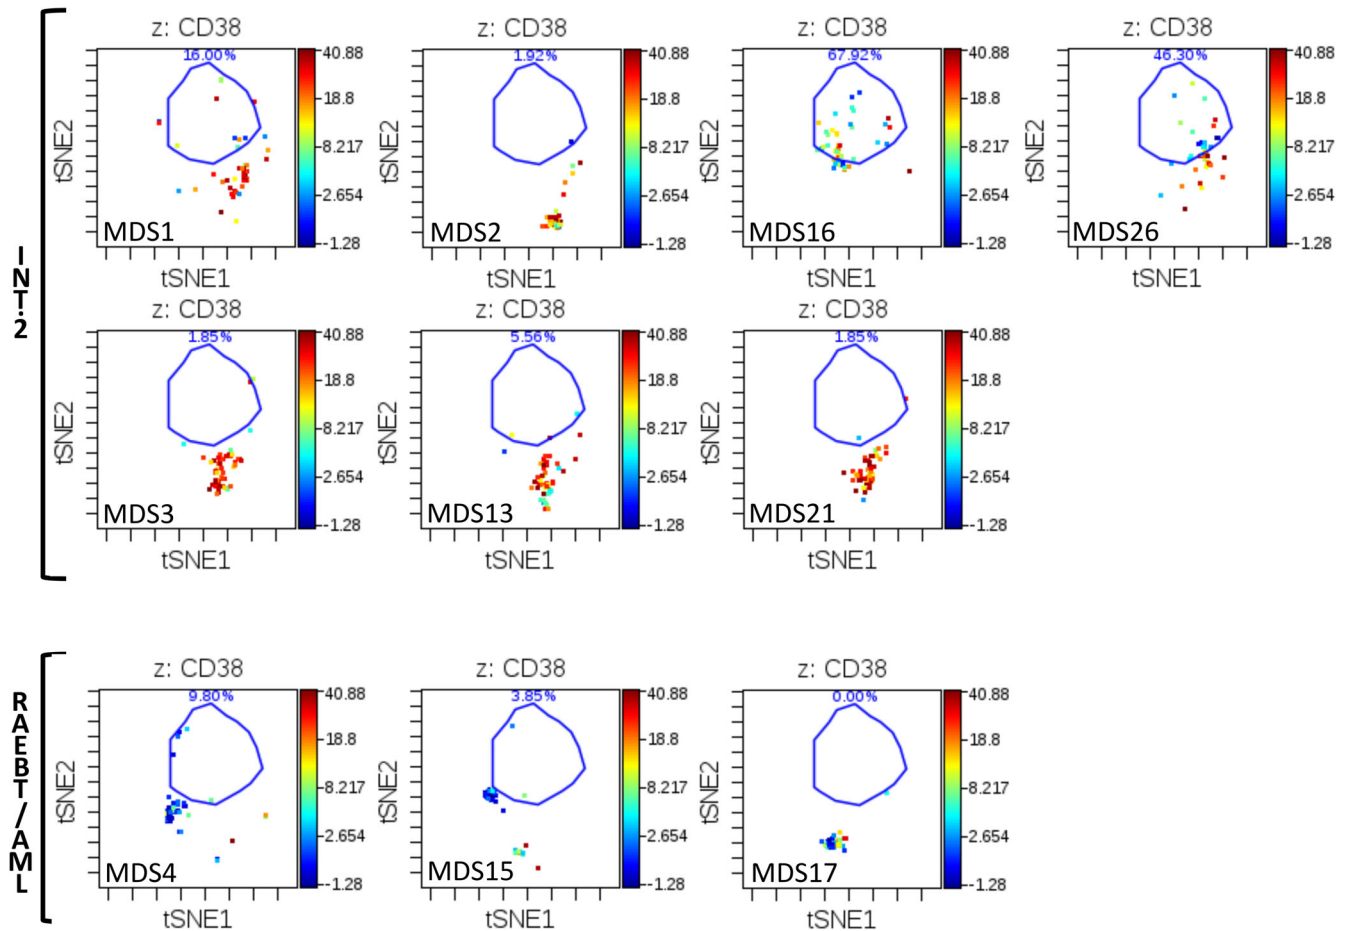 z: CD38 z: CD38 z: CD38 z: CD38
16.00% 1.92% 67.92% 46.30%
40.88 40.88 40.88 40.88
18.8 18.8 18.8 18.8
8.217 8.217 8.217 8.217
2.654 2.654 2.654 2.654
-1.28 -1.28 -1.28 -1.28
tSNE2 tSNE2 tSNE2 tSNE2
MDS1 MDS2 MDS16 MDS26
tSNE1 tSNE1 tSNE1 tSNE1
INT.2
z: CD38 z: CD38 z: CD38
1.85% 5.56% 1.85%
40.88 40.88 40.88
18.8 18.8 18.8
8.217 8.217 8.217
2.654 2.654 2.654
-1.28 -1.28 -1.28
tSNE2 tSNE2 tSNE2
MDS3 MDS13 MDS21
tSNE1 tSNE1 tSNE1
RAEBT/AML
z: CD38 z: CD38 z: CD38
9.80% 3.85% 0.00%
40.88 40.88 40.88
18.8 18.8 18.8
8.217 8.217 8.217
2.654 2.654 2.654
-1.28 -1.28 -1.28
tSNE2 tSNE2 tSNE2
MDS4 MDS15 MDS17
tSNE1 tSNE1 tSNE1